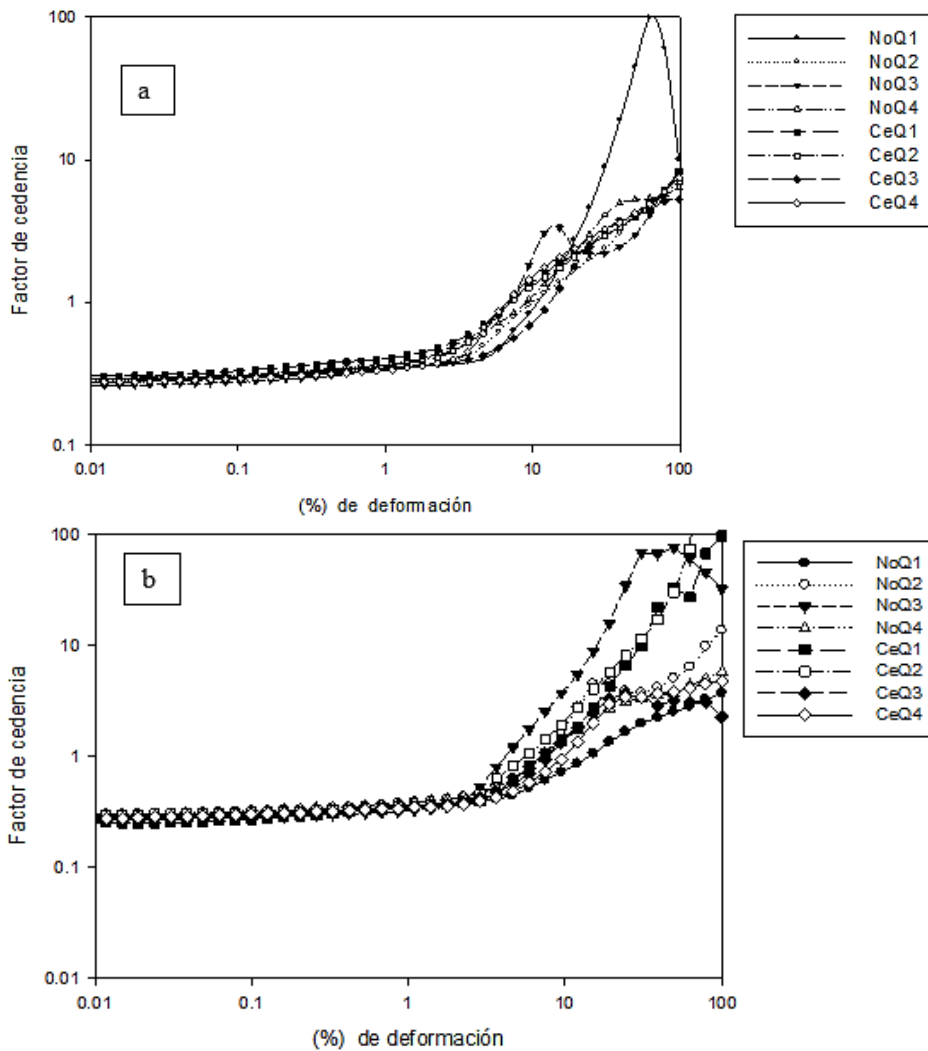 a
Factor de cedencia
100
10
1
0.1
0.01
0.1
1
10
100
(%) de deformación
NoQ1
NoQ2
NoQ3
NoQ4
CeQ1
CeQ2
CeQ3
CeQ4
b
Factor de cedencia
100
10
1
0.1
0.01
0.01
0.1
1
10
100
(%) de deformación
NoQ1
NoQ2
NoQ3
NoQ4
CeQ1
CeQ2
CeQ3
CeQ4